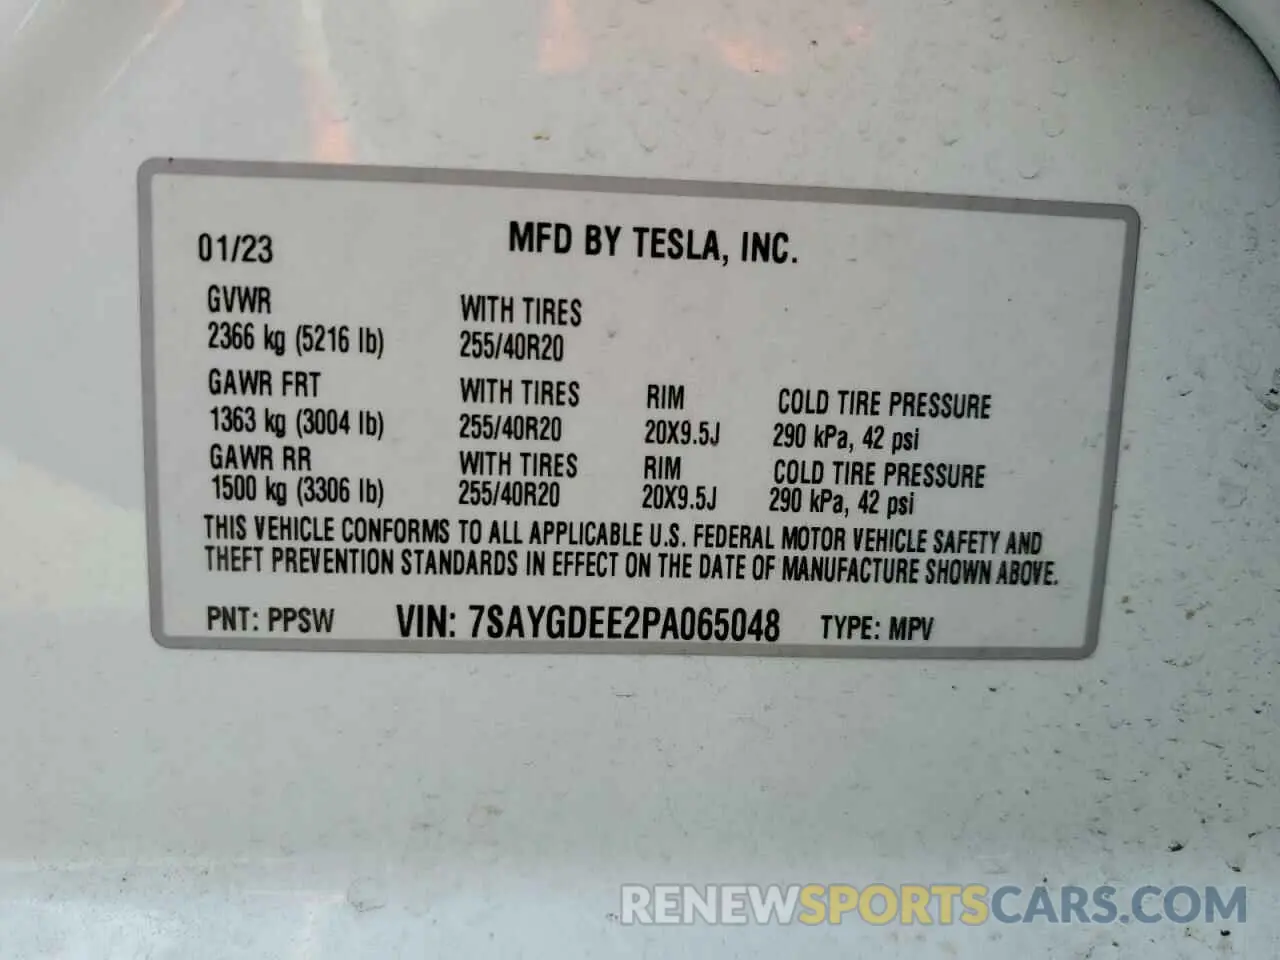 01/23 MFD BY TESLA, INC.
GVWR WITH TIRES
2366 kg (5216 lb) 255/40R20
GAWR FRT WITH TIRES RIM COLD TIRE PRESSURE
1363 kg (3004 lb) 255/40R20 20X9.5J 290 kPa, 42 psi
GAWR RR WITH TIRES RIM COLD TIRE PRESSURE
1500 kg (3306 lb) 255/40R20 20X9.5J 290 kPa, 42 psi
THIS VEHICLE CONFORMS TO ALL APPLICABLE U.S. FEDERAL MOTOR VEHICLE SAFETY AND
THEFT PREVENTION STANDARDS IN EFFECT ON THE DATE OF MANUFACTURE SHOWN ABOVE.
PNT: PPSW VIN: 7SAYGDEE2PA065048 TYPE: MPV
RENEWSPORTSCARS.COM